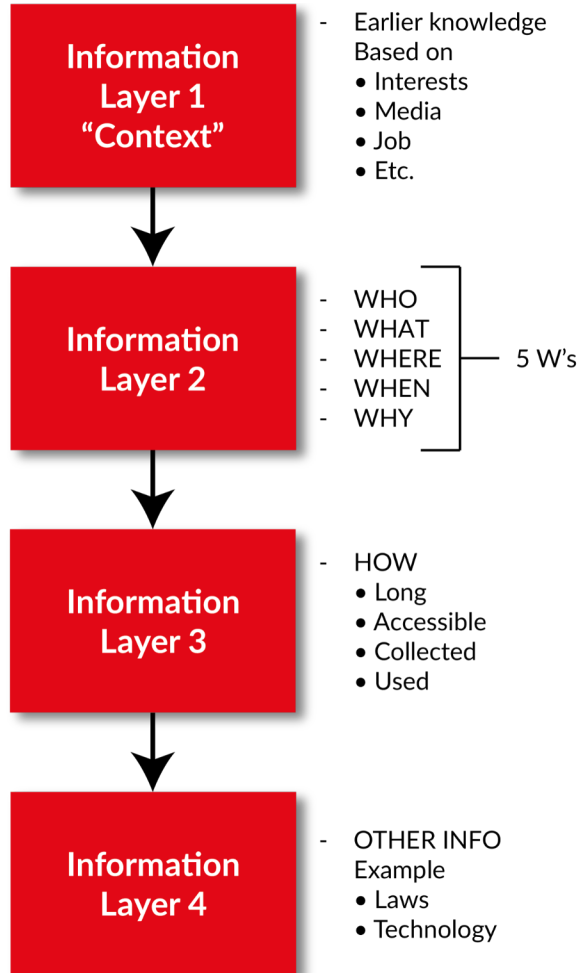 Information
Layer 1
“Context”
- Earlier knowledge
Based on
• Interests
• Media
• Job
• Etc.
Information
Layer 2
- WHO
- WHAT
- WHERE
- WHEN
- WHY
5 W’s
Information
Layer 3
- HOW
• Long
• Accessible
• Collected
• Used
Information
Layer 4
- OTHER INFO
Example
• Laws
• Technology